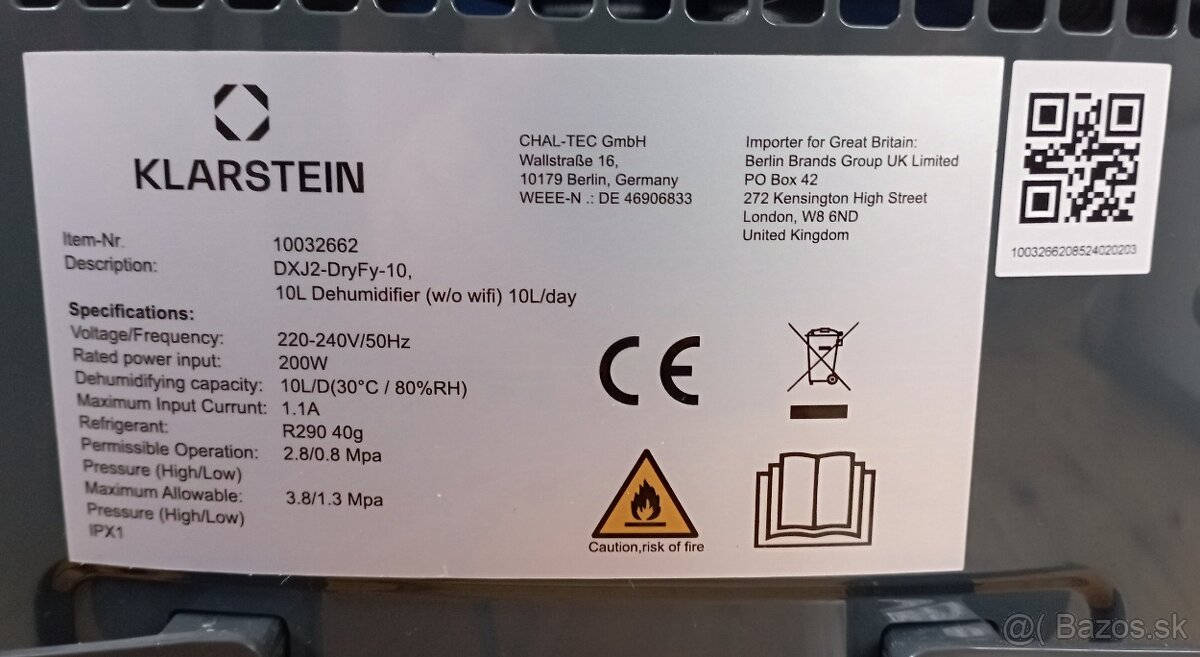 KLARSTEIN
CHAL-TEC GmbH
Wallstraße 16,
10179 Berlin, Germany
WEEE-N .: DE 46906833
Importer for Great Britain:
Berlin Brands Group UK Limited
PO Box 42
272 Kensington High Street
London, W8 6ND
United Kingdom
1003266208524020203
Item-Nr. 10032662
Description: DXJ2-DryFy-10,
10L Dehumidifier (w/o wifi) 10L/day
Specifications:
Voltage/Frequency: 220-240V/50Hz
Rated power input: 200W
Dehumidifying capacity: 10L/D(30°C / 80%RH)
Maximum Input Currunt: 1.1A
Refrigerant: R290 40g
Permissible Operation: 2.8/0.8 Mpa
Pressure (High/Low)
Maximum Allowable: 3.8/1.3 Mpa
Pressure (High/Low)
IPX1
CE
Caution,risk of fire
@( Bazos.sk